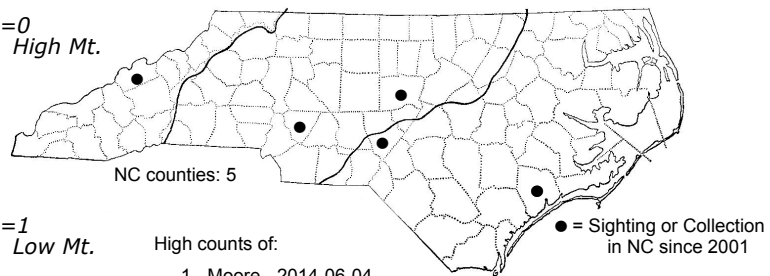 =0
High Mt.
NC counties: 5
=1
Low Mt.
High counts of:
● = Sighting or Collection
in NC since 2001
1 - Moore - 2014-06-04